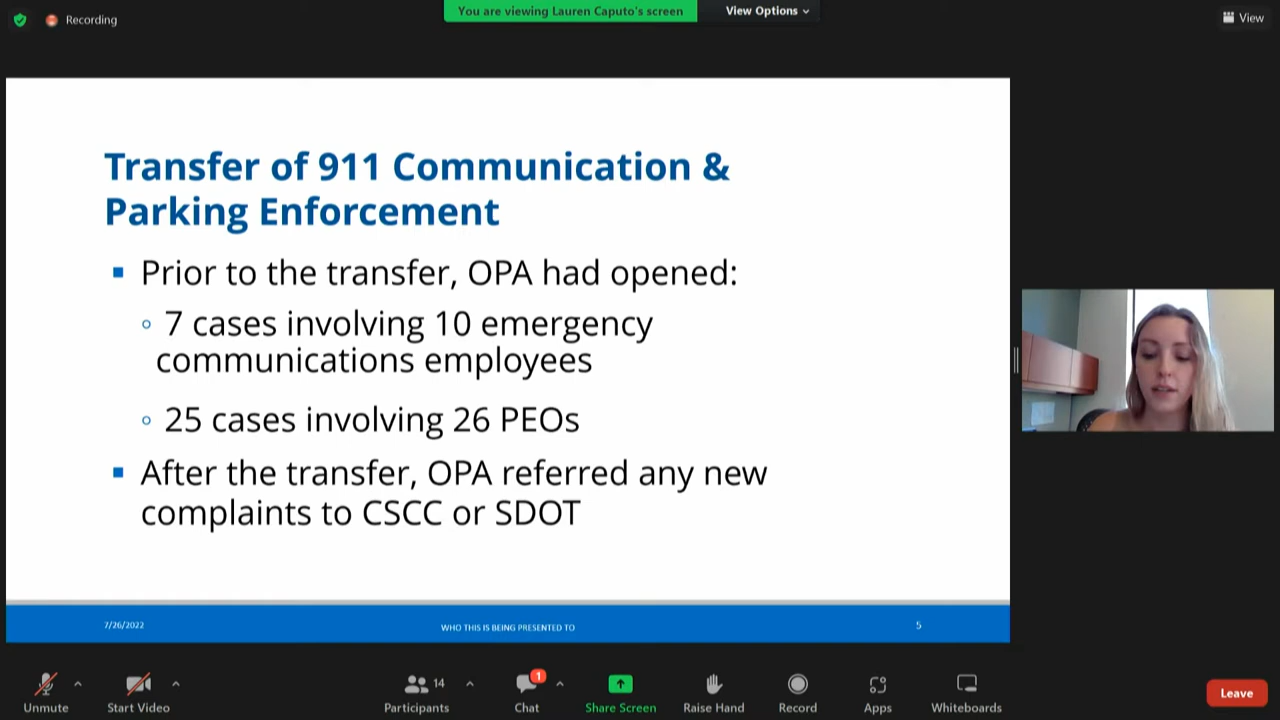 You are viewing Lauren Caputo's screen
View Options
Recording
View
Transfer of 911 Communication &
Parking Enforcement
Prior to the transfer, OPA had opened:
7 cases involving 10 emergency
communications employees
25 cases involving 26 PEOs
After the transfer, OPA referred any new
complaints to CSCC or SDOT
7/26/2022
WHO THIS IS BEING PRESENTED TO
5
14
1
Unmute
Start Video
Participants
Chat
Share Screen
Raise Hand
Record
Apps
Whiteboards
Leave